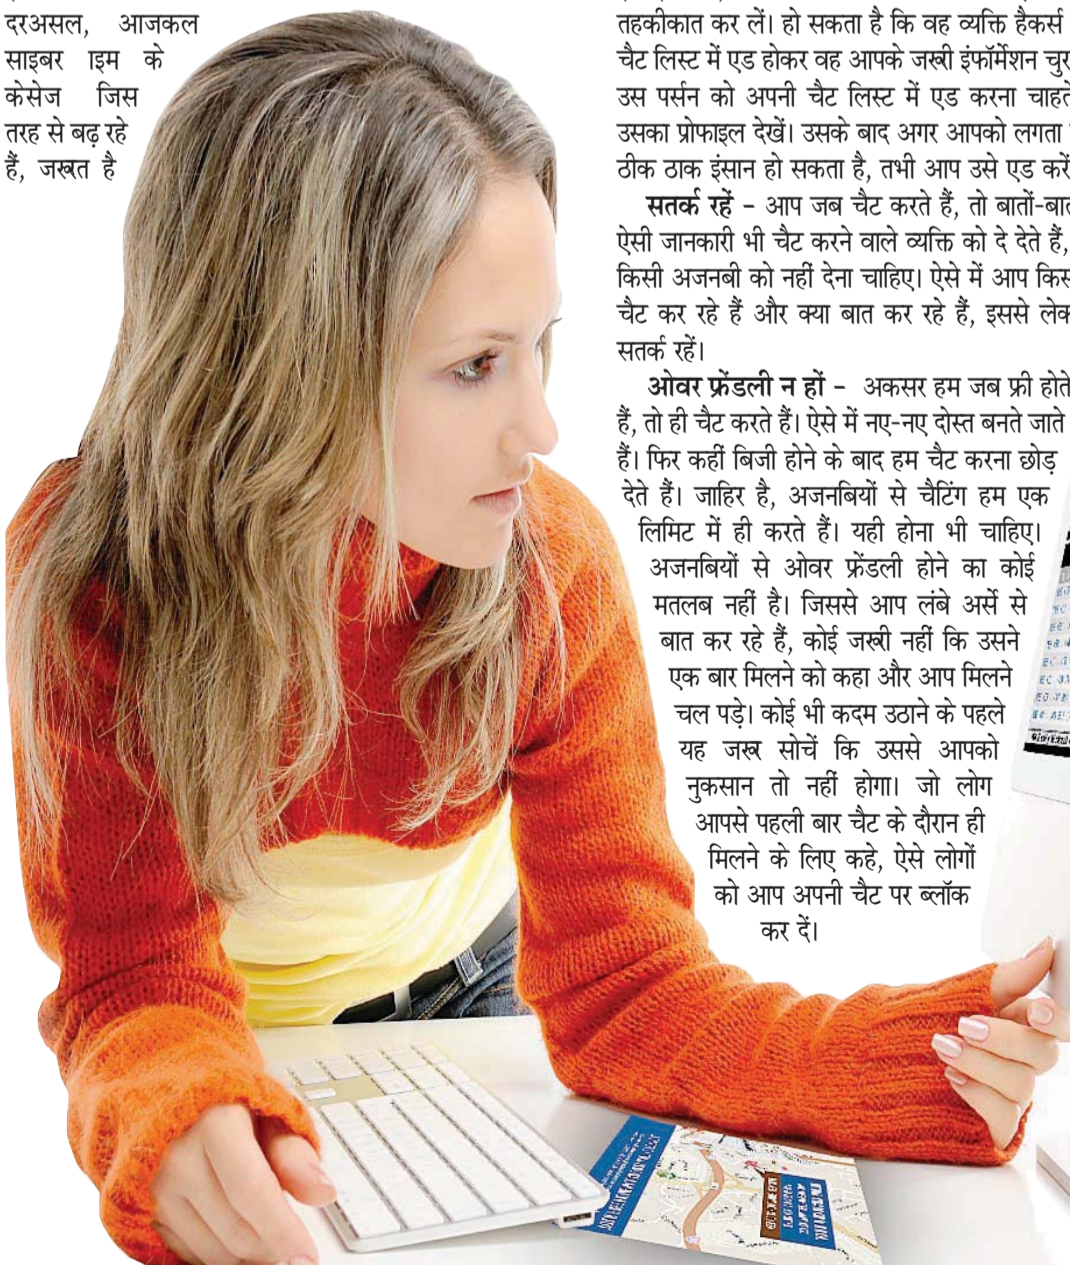 दरअसल, आजकल
साइबर ाइम के
केसेज जिस
तरह से बढ़ रहे
हैं, जरूरत है
तहकीकात कर लें। हो सकता है कि वह व्यक्ति हैकर्स
चैट लिस्ट में एड होकर वह आपके जरूरी इंफॉर्मेशन चुर
उस पर्सन को अपनी चैट लिस्ट में एड करना चाहते
उसका प्रोफाइल देखें। उसके बाद अगर आपको लगता
ठीक ठाक इंसान हो सकता है, तभी आप उसे एड करें
सतर्क रहें - आप जब चैट करते हैं, तो बातों-बात
ऐसी जानकारी भी चैट करने वाले व्यक्ति को दे देते हैं,
किसी अजनबी को नहीं देना चाहिए। ऐसे में आप किस
चैट कर रहे हैं और क्या बात कर रहे हैं, इससे लेक
सतर्क रहें।
ओवर फ्रेंडली न हों - अकसर हम जब फ्री होते
हैं, तो ही चैट करते हैं। ऐसे में नए-नए दोस्त बनते जाते
हैं। फिर कहीं बिजी होने के बाद हम चैट करना छोड़
देते हैं। जाहिर है, अजनबियों से चैटिंग हम एक
लिमिट में ही करते हैं। यही होना भी चाहिए।
अजनबियों से ओवर फ्रेंडली होने का कोई
मतलब नहीं है। जिससे आप लंबे अर्से से
बात कर रहे हैं, कोई जरूरी नहीं कि उसने
एक बार मिलने को कहा और आप मिलने
चल पड़े। कोई भी कदम उठाने के पहले
यह जरूर सोचें कि उससे आपको
नुकसान तो नहीं होगा। जो लोग
आपसे पहली बार चैट के दौरान ही
मिलने के लिए कहे, ऐसे लोगों
को आप अपनी चैट पर ब्लॉक
कर दें।